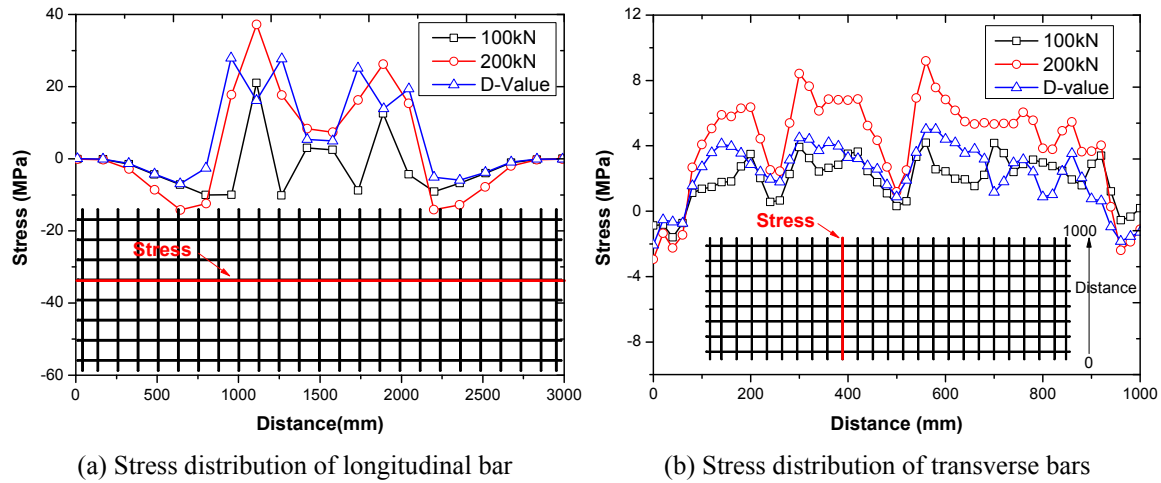 40
20
0
-20
-40
-60
Stress (MPa)
100kN
200kN
D-Value
Stress
0 500 1000 1500 2000 2500 3000
Distance(mm)
(a) Stress distribution of longitudinal bar
12
8
4
0
-4
-8
Stress (MPa)
100kN
200kN
D-value
Stress
1000
Distance
0
0 200 400 600 800 1000
Distance (mm)
(b) Stress distribution of transverse bars